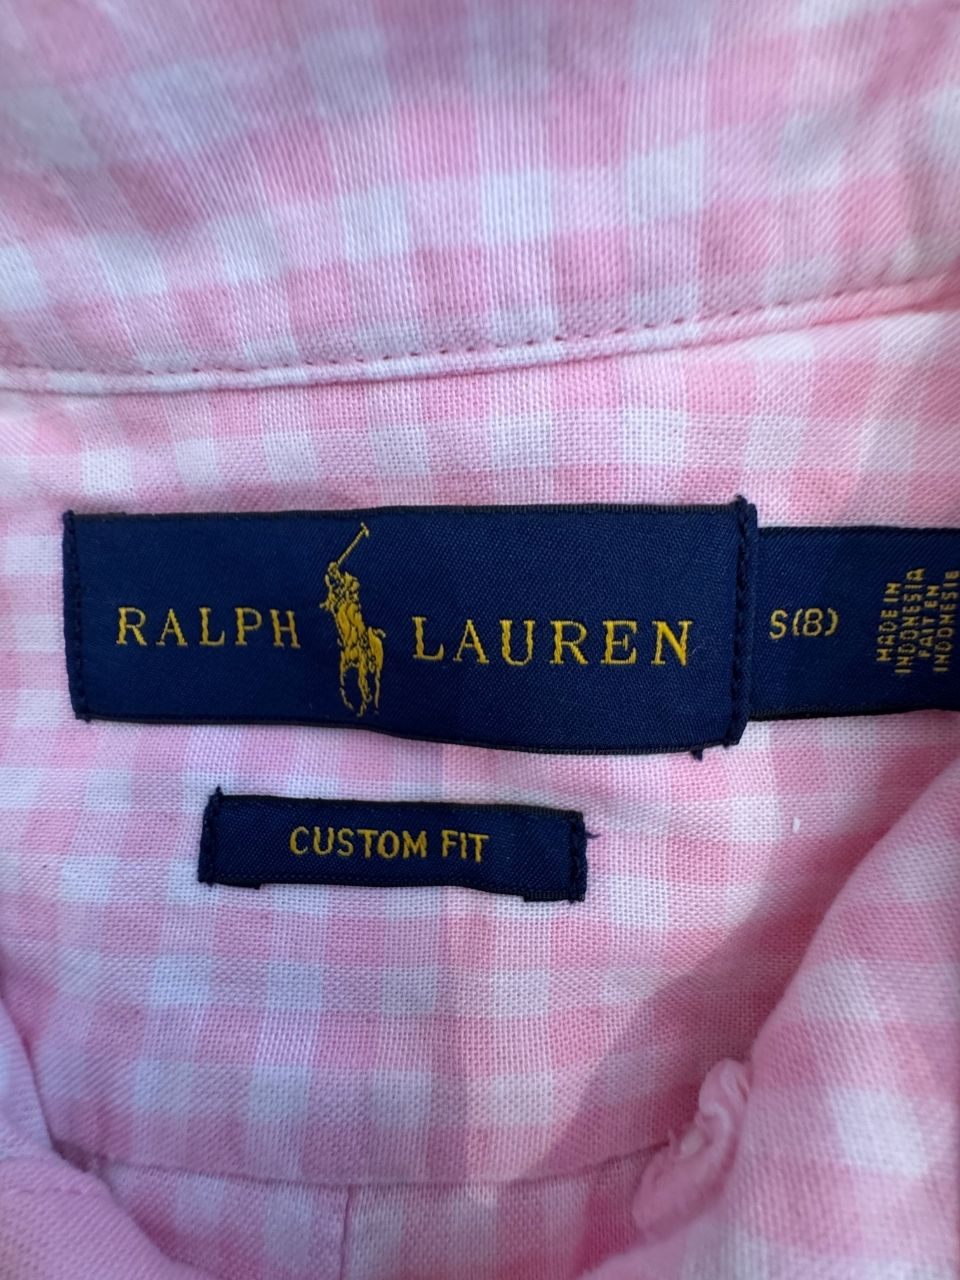 RALPH LAUREN
S(8)
MADE IN
INDONESIA
FAIT EN
INDONESIE
CUSTOM FIT